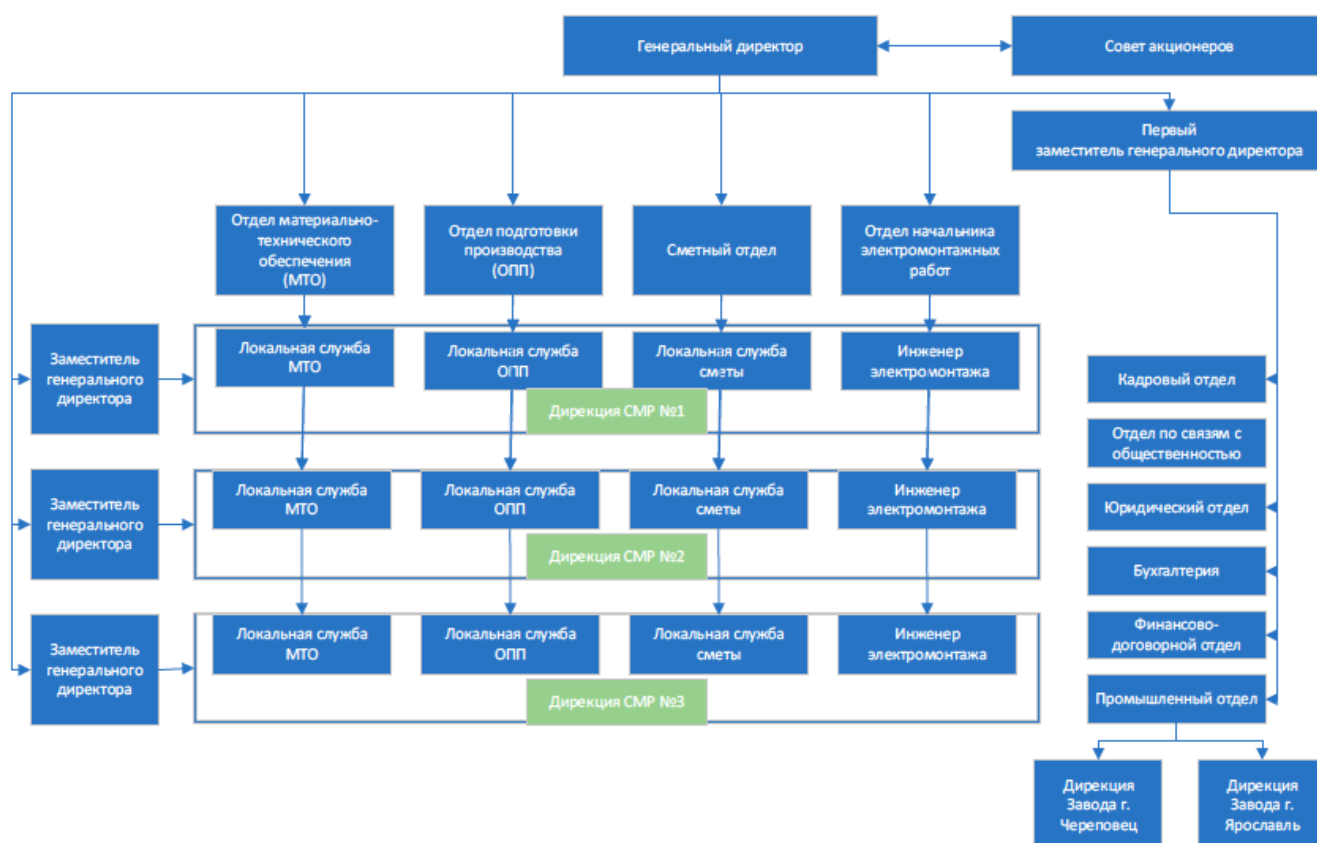 Генеральный директор
Совет акционеров
Первый
заместитель генерального директора
Отдел материально-
технического
обеспечения
(МТО)
Отдел подготовки
производства
(ОПП)
Сметный отдел
Отдел начальника
электромонтажных
работ
Заместитель
генерального
директора
Локальная служба
МТО
Локальная служба
ОПП
Локальная служба
сметы
Инженер
электромонтажа
Дирекция СМР №1
Заместитель
генерального
директора
Локальная служба
МТО
Локальная служба
ОПП
Локальная служба
сметы
Инженер
электромонтажа
Дирекция СМР №2
Заместитель
генерального
директора
Локальная служба
МТО
Локальная служба
ОПП
Локальная служба
сметы
Инженер
электромонтажа
Дирекция СМР №3
Кадровый отдел
Отдел по связям с
общественностью
Юридический отдел
Бухгалтерия
Финансово-
договорной отдел
Промышленный отдел
Дирекция
Завода г.
Череповец
Дирекция
Завода г.
Ярославль